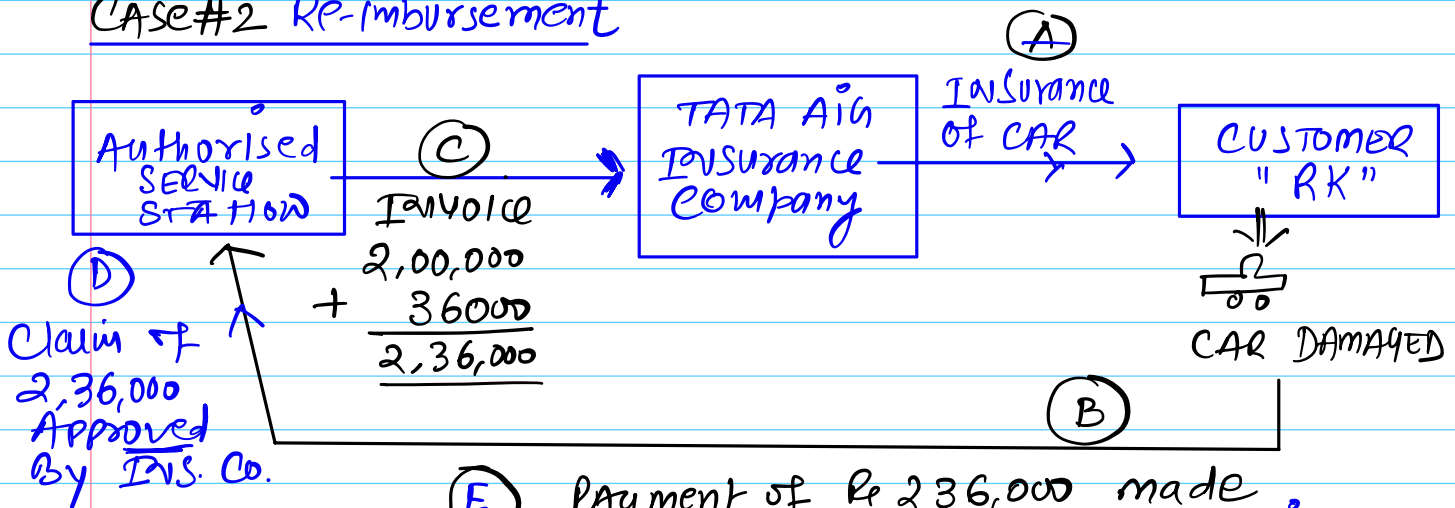 CASE#2 Re-imbursement
A
Insurance
of CAR
Authorised
SERVICE
STATION
C
INVOICE
2,00,000
+ 36000
2,36,000
TATA AIG
Insurance
Company
CUSTOMER
" RK"
CAR DAMAGED
D
Claim of
2,36,000
Approved
By INS. Co.
B
E Payment of Rs 236,000 made